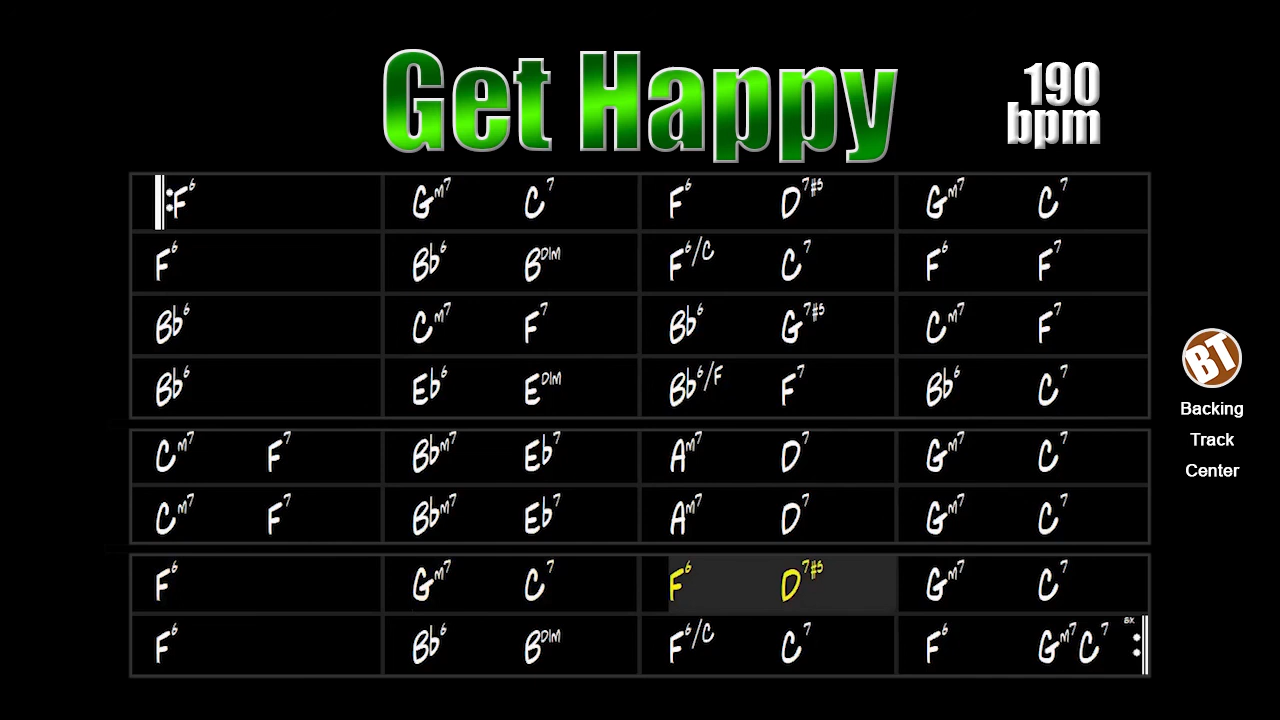 Get Happy
190
bpm
𝄆 F6 Gm7 C7 F6 D7#5 Gm7 C7
F6 Bb6 BDIM F6/C C7 F6 F7
Bb6 Cm7 F7 Bb6 G7#5 Cm7 F7
Bb6 Eb6 EDIM Bb6/F F7 Bb6 C7
Cm7 F7 Bbm7 Eb7 Am7 D7 Gm7 C7
Cm7 F7 Bbm7 Eb7 Am7 D7 Gm7 C7
F6 Gm7 C7 F6 D7#5 Gm7 C7
F6 Bb6 BDIM F6/C C7 F6 Gm7 C7 𝄇
BT
Backing
Track
Center